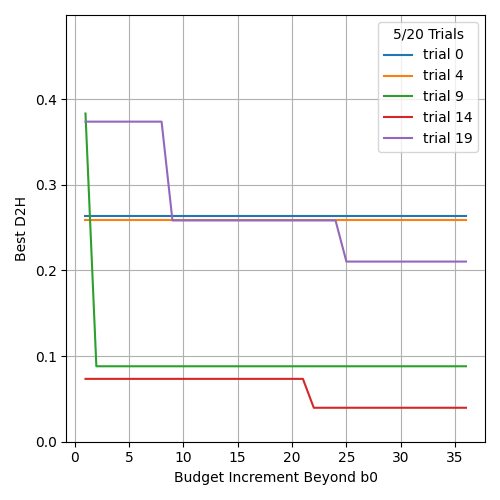 5/20 Trials
trial 0
trial 4
trial 9
trial 14
trial 19
Best D2H
0.4
0.3
0.2
0.1
0.0
0 5 10 15 20 25 30 35
Budget Increment Beyond b0